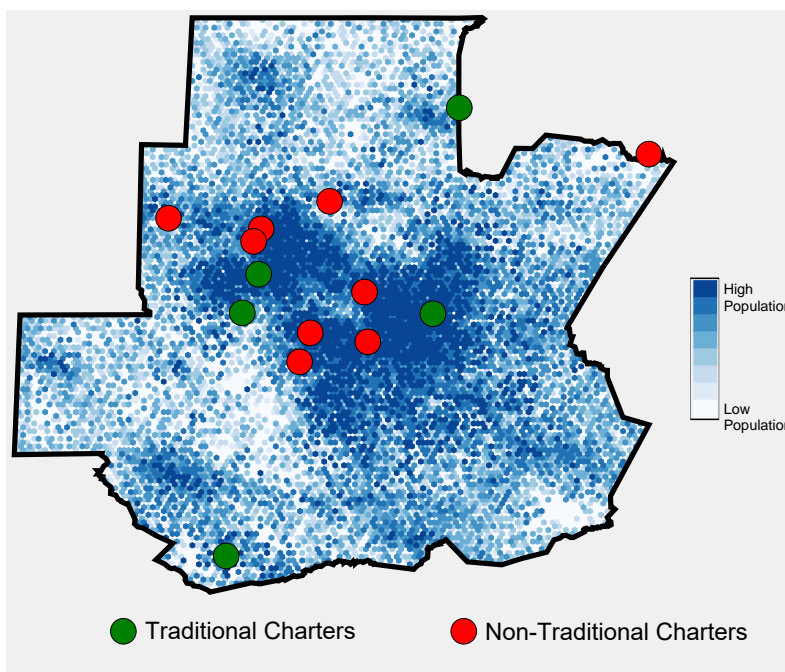 High
Population
Low
Population
Traditional Charters
Non-Traditional Charters